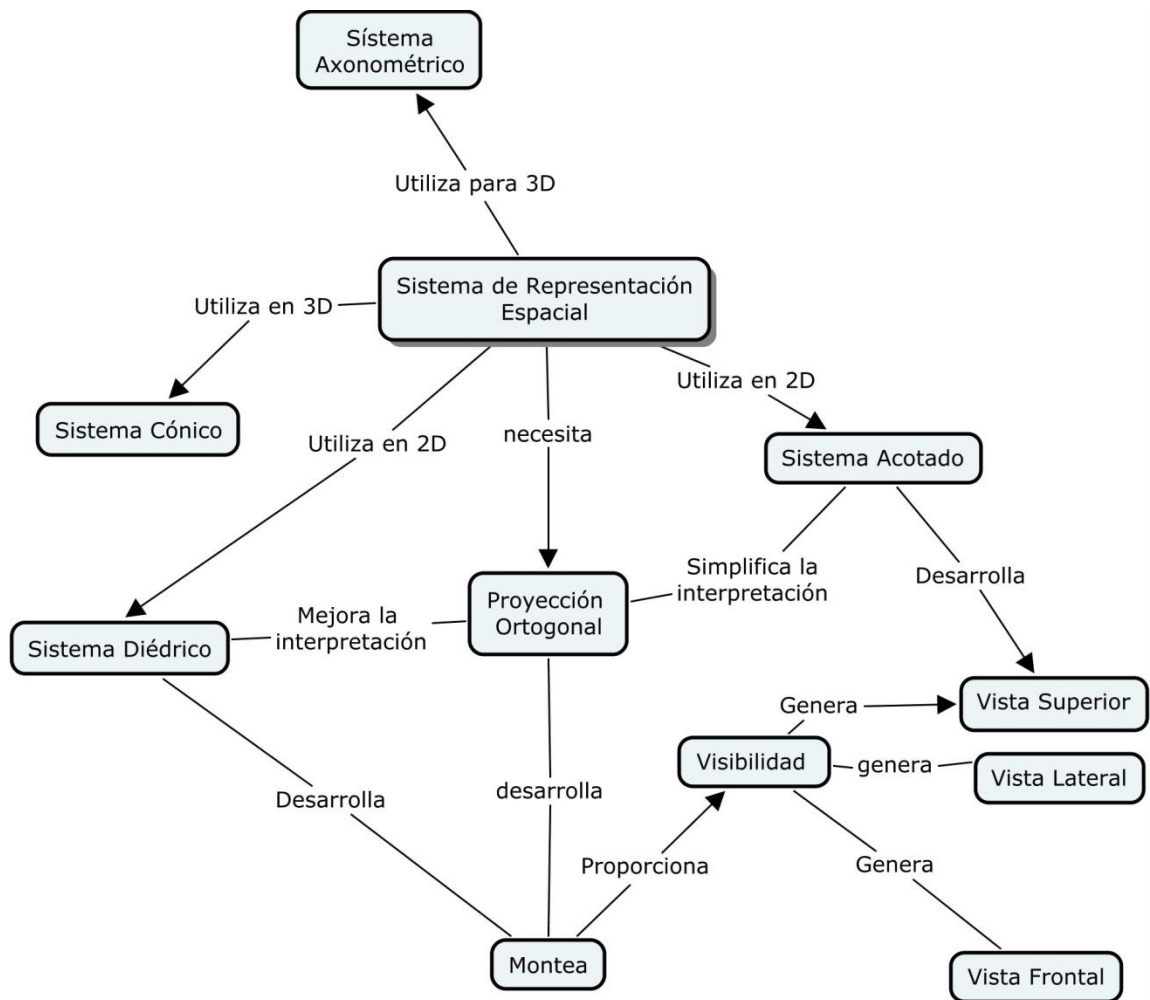 Sístema
Axonométrico
Utiliza para 3D
Sistema de Representación
Espacial
Utiliza en 3D
Utiliza en 2D
Sistema Cónico
Utiliza en 2D
necesita
Sistema Acotado
Simplifica la
interpretación
Desarrolla
Proyección
Ortogonal
Mejora la
interpretación
Sistema Diédrico
Vista Superior
Genera
Visibilidad
genera
Vista Lateral
Desarrolla
desarrolla
Proporciona
Genera
Montea
Vista Frontal